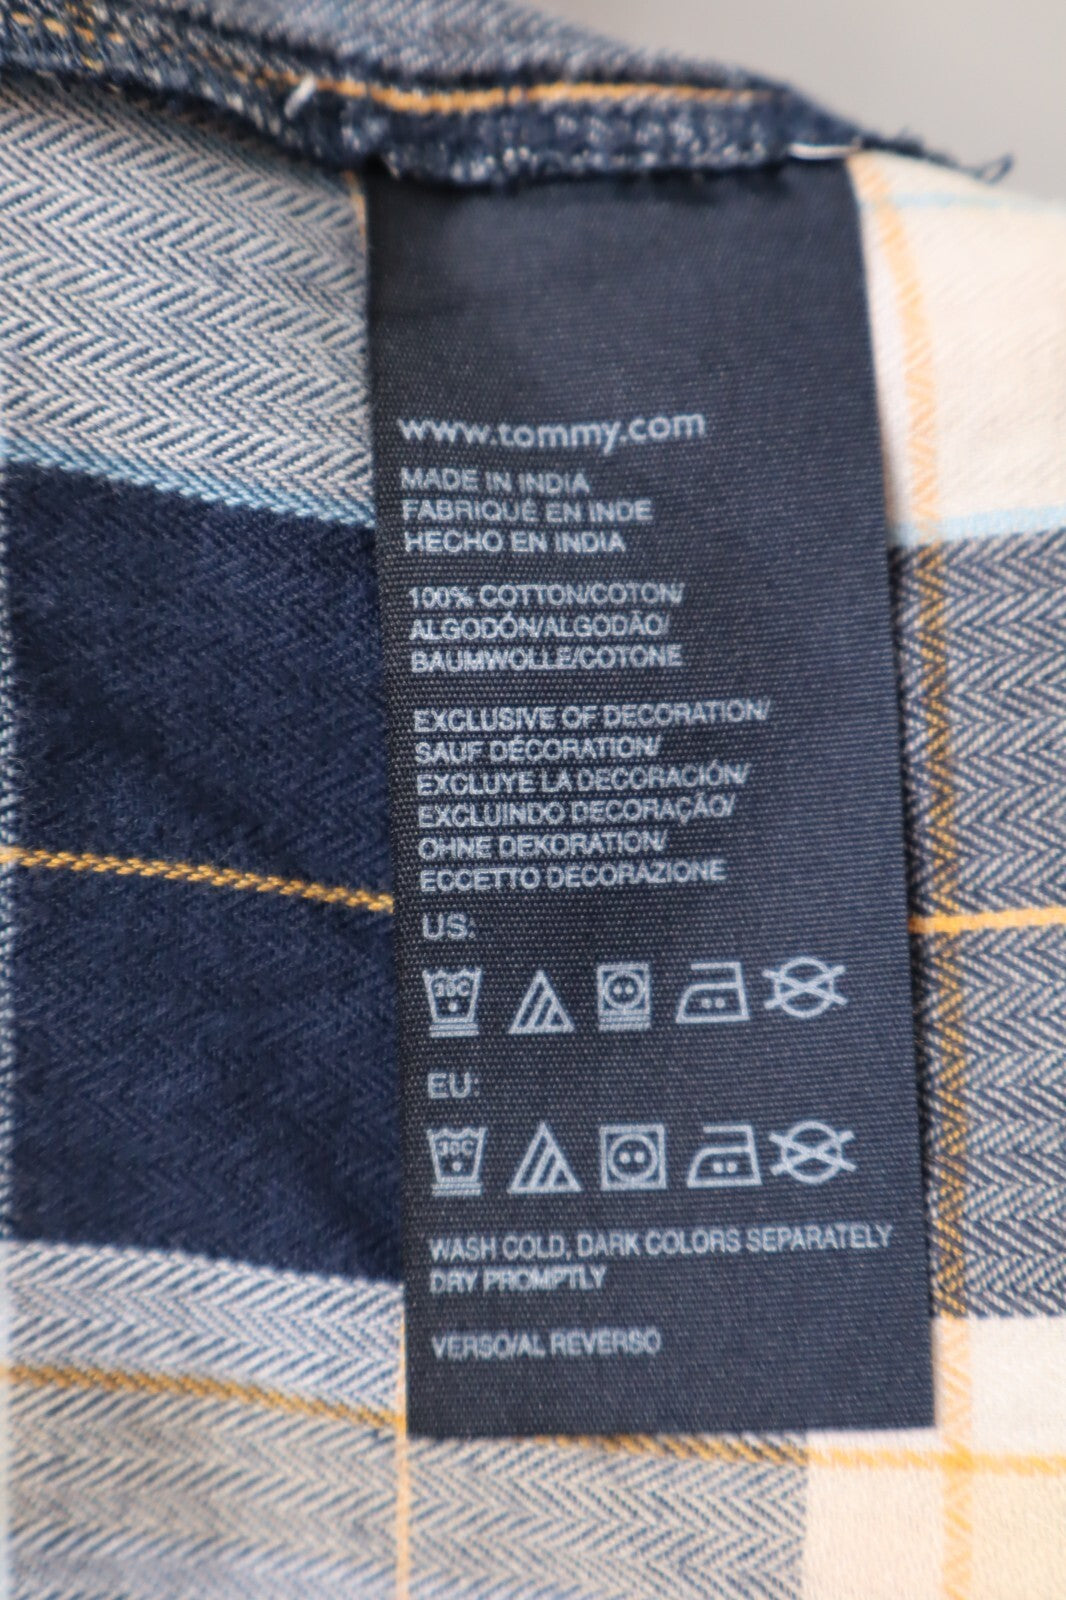 www.tommy.com
MADE IN INDIA
FABRIQUÉ EN INDE
HECHO EN INDIA
100% COTTON/COTON/
ALGODÓN/ALGODÃO/
BAUMWOLLE/COTONE
EXCLUSIVE OF DECORATION/
SAUF DÉCORATION/
EXCLUYE LA DECORACIÓN/
EXCLUINDO DECORAÇÃO/
OHNE DEKORATION/
ECCETTO DECORAZIONE
US:
30C
EU:
30C
WASH COLD, DARK COLORS SEPARATELY
DRY PROMPTLY
VERSO/AL REVERSO